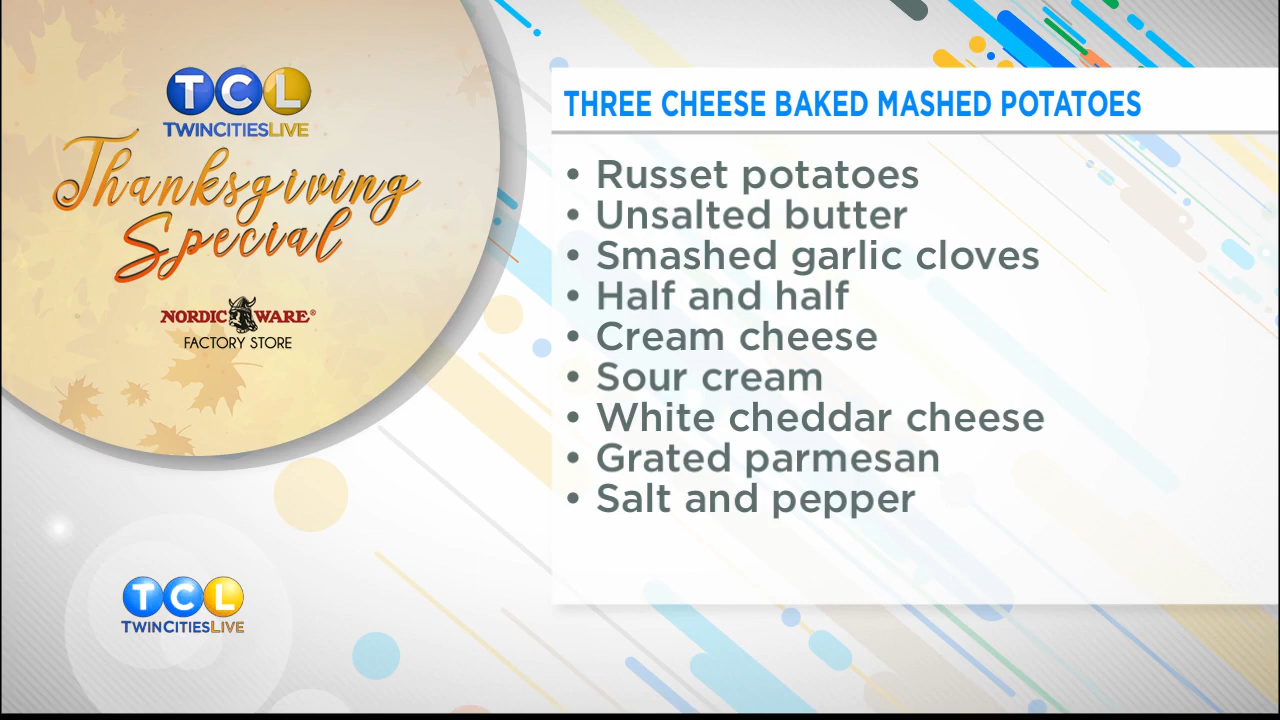 TCL
TWINCITIESLIVE
Thanksgiving
Special
NORDIC WARE®
FACTORY STORE
THREE CHEESE BAKED MASHED POTATOES
• Russet potatoes
• Unsalted butter
• Smashed garlic cloves
• Half and half
• Cream cheese
• Sour cream
• White cheddar cheese
• Grated parmesan
• Salt and pepper
TCL
TWINCITIESLIVE